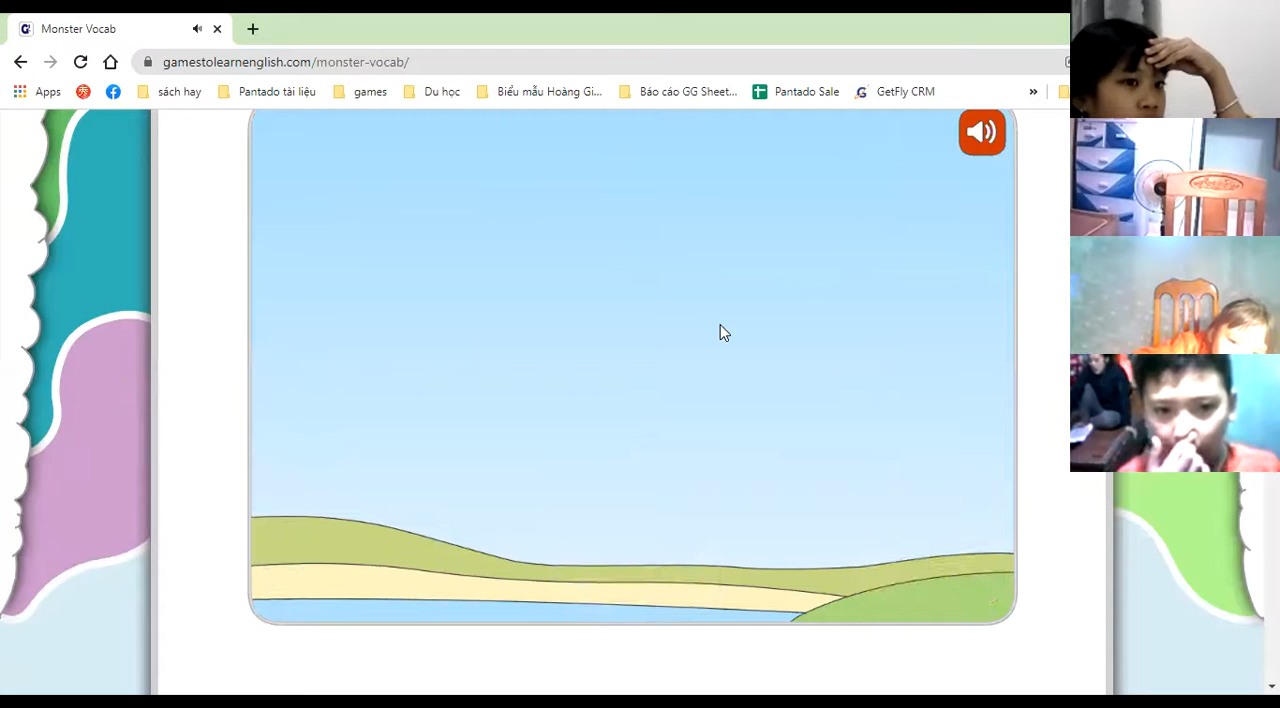 Monster Vocab
gamestolearnenglish.com/monster-vocab/
Apps sách hay Pantado tài liệu games Du học Biểu mẫu Hoàng Gi... Báo cáo GG Sheet... Pantado Sale GetFly CRM »